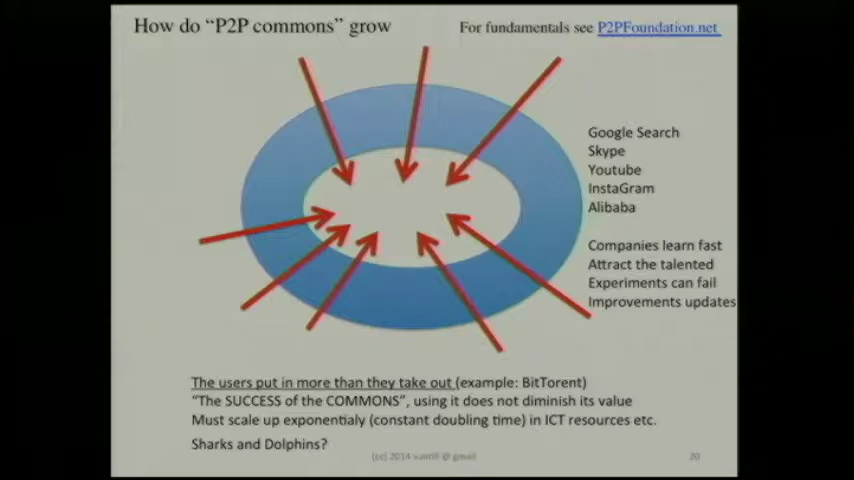 How do “P2P commons” grow
For fundamentals see P2PFoundation.net
Google Search
Skype
Youtube
InstaGram
Alibaba
Companies learn fast
Attract the talented
Experiments can fail
Improvements updates
The users put in more than they take out (example: BitTorent)
“The SUCCESS of the COMMONS”, using it does not diminish its value
Must scale up exponentialy (constant doubling time) in ICT resources etc.
Sharks and Dolphins?
(cc) 2014 @ gmail
20